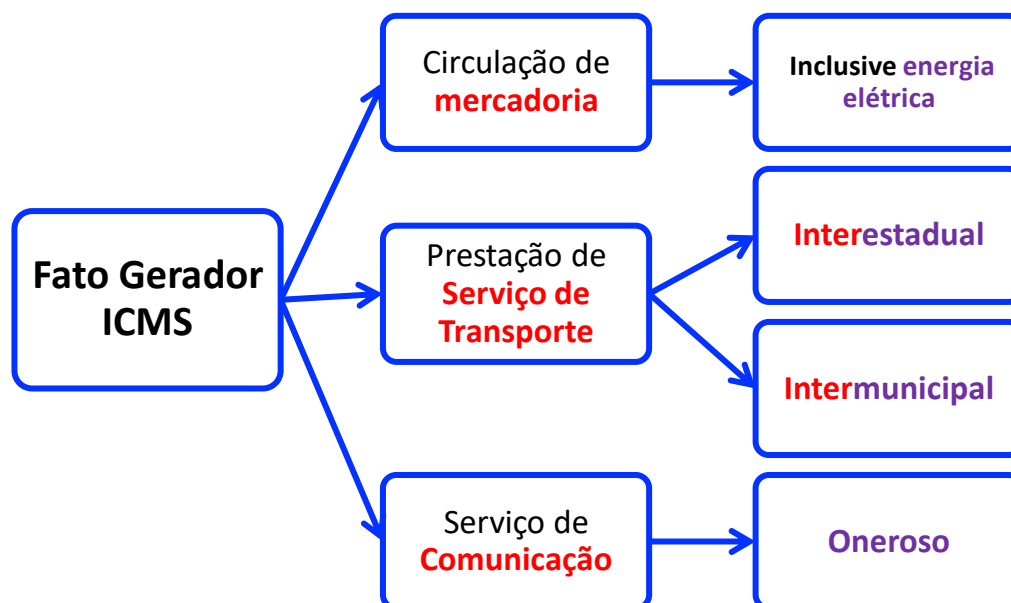 Fato Gerador
ICMS
Circulação de
mercadoria
Inclusive energia
elétrica
Prestação de
Serviço de
Transporte
Interestadual
Intermunicipal
Serviço de
Comunicação
Oneroso